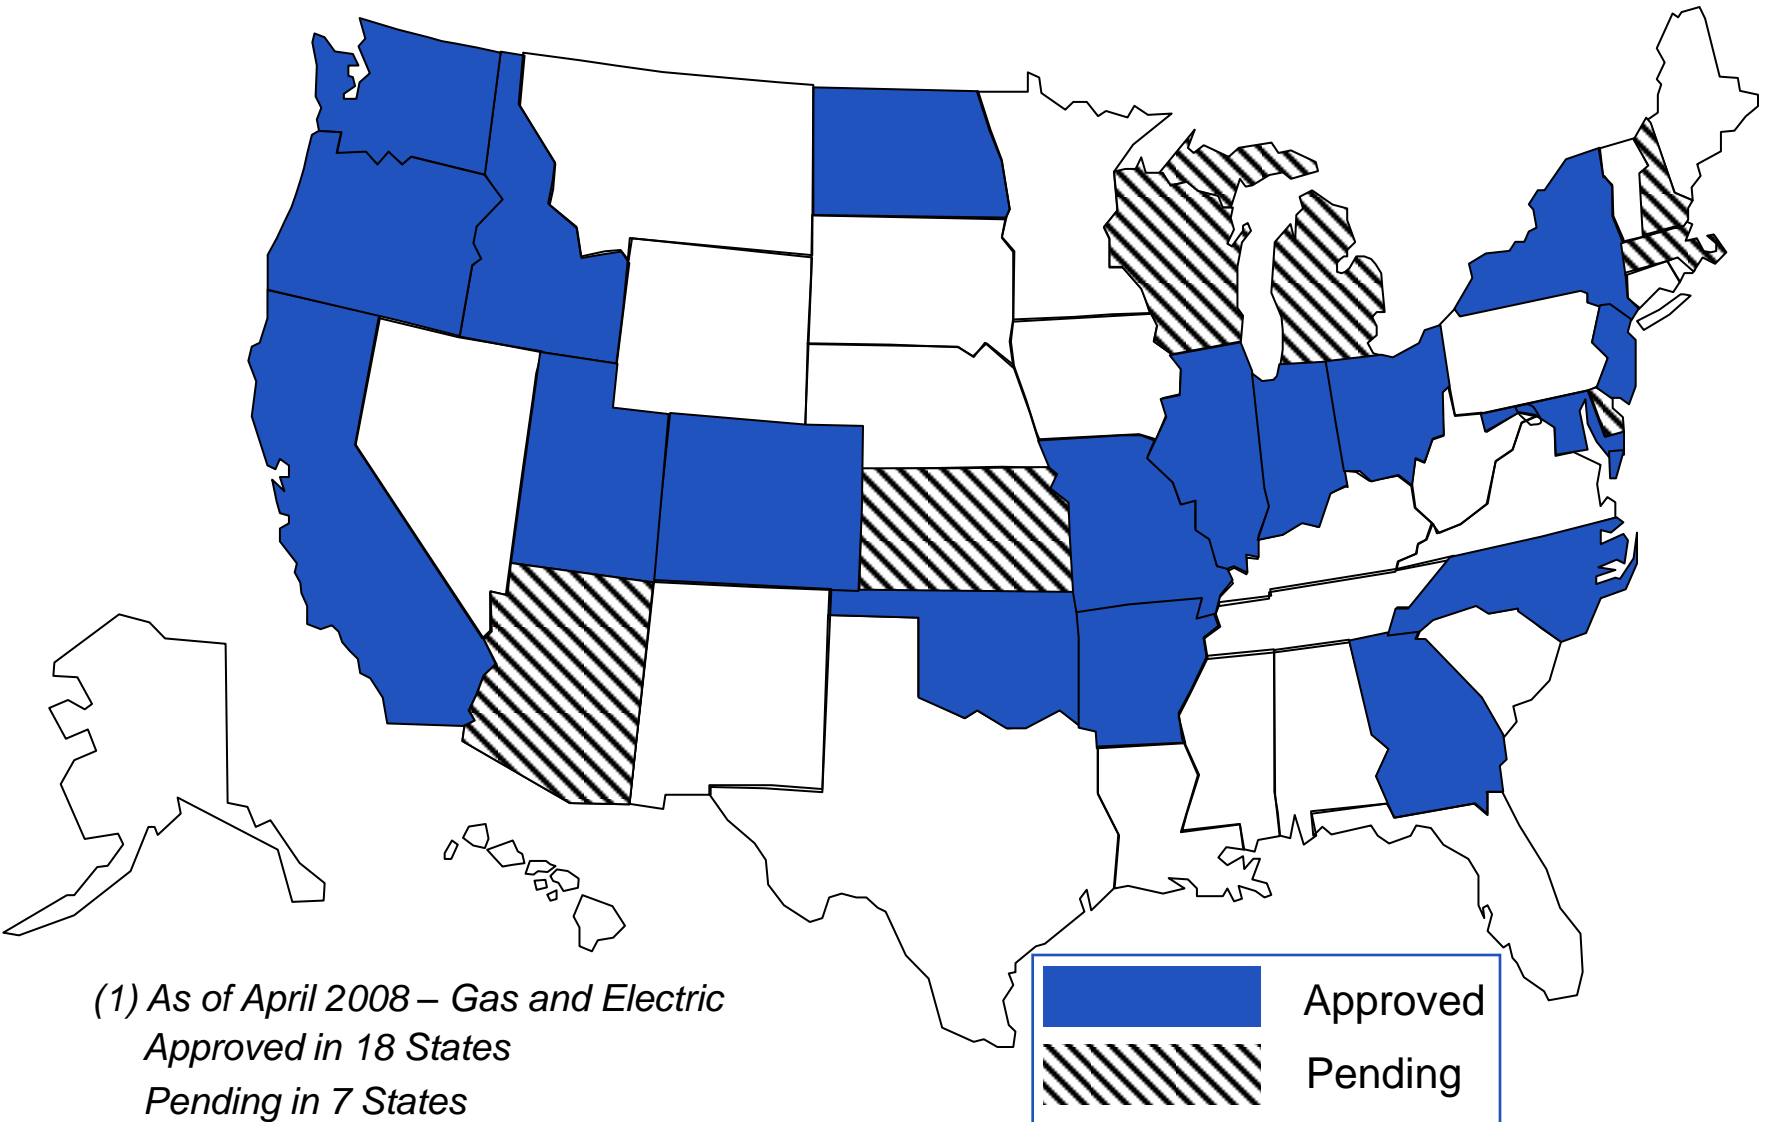 (1) As of April 2008 – Gas and Electric
Approved in 18 States
Pending in 7 States
Approved
Pending